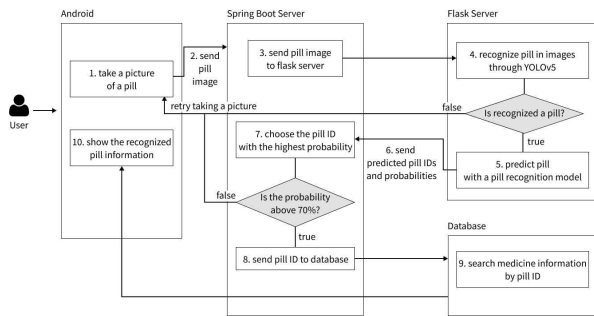 Android
Spring Boot Server
Flask Server
2. send
pill
image
3. send pill image
to flask server
4. recognize pill in images
through YOLOv5
1. take a picture
of a pill
retry taking a picture
false
Is recognized a pill?
User
true
10. show the recognized
pill information
7. choose the pill ID
with the highest probability
6. send
predicted pill IDs
and probabilities
5. predict pill
with a pill recognition model
false
Is the probability
above 70%?
true
Database
8. send pill ID to database
9. search medicine information
by pill ID